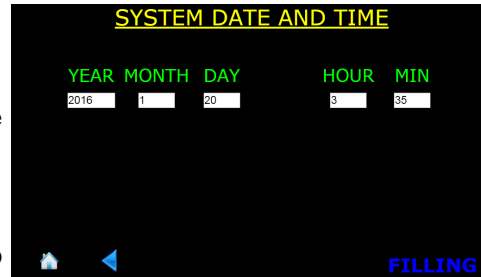 SYSTEM DATE AND TIME
YEAR MONTH DAY HOUR MIN
2016 1 20 3 35
FILLING